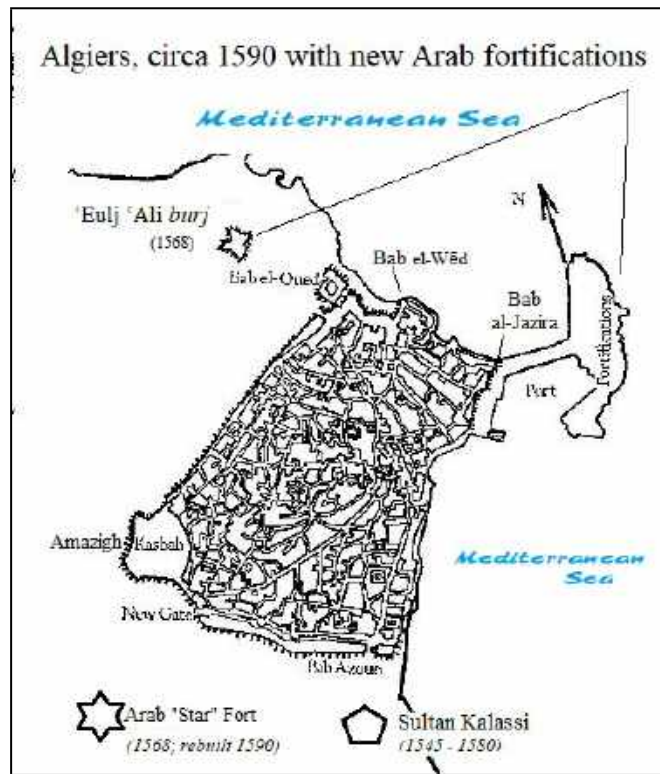 Algiers, circa 1590 with new Arab fortifications
Mediterranean Sea
N
'Eulj 'Ali burj
(1568)
Bab el-Oued
Bab el-Wēd
Bab
al-Jazira
Fortifications
Port
Amazigh
Kasbah
Mediterranean
Sea
New Gate
Bab Azoun
Arab "Star" Fort
(1568; rebuilt 1590)
Sultan Kalassi
(1545 - 1580)